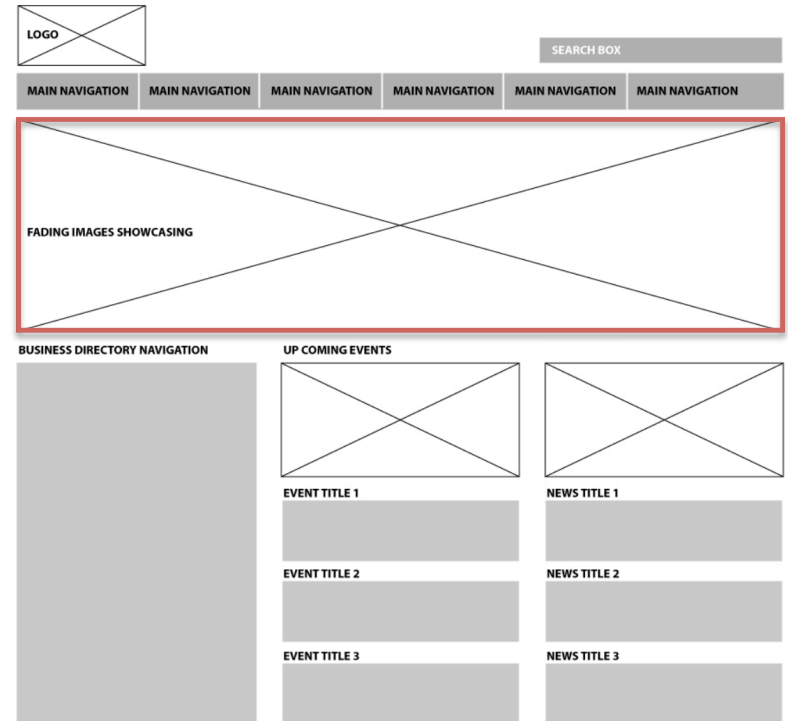 LOGO
SEARCH BOX
MAIN NAVIGATION MAIN NAVIGATION MAIN NAVIGATION MAIN NAVIGATION MAIN NAVIGATION MAIN NAVIGATION
FADING IMAGES SHOWCASING
BUSINESS DIRECTORY NAVIGATION
UP COMING EVENTS
EVENT TITLE 1
NEWS TITLE 1
EVENT TITLE 2
NEWS TITLE 2
EVENT TITLE 3
NEWS TITLE 3